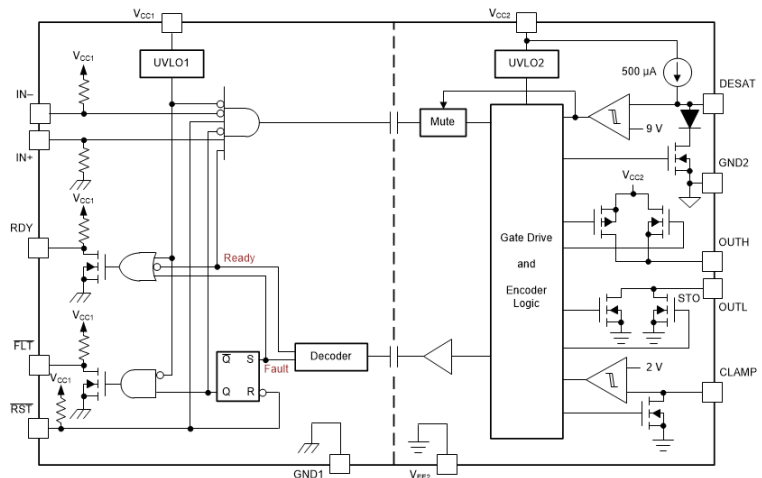 VCC1
VCC2
UVLO1
UVLO2
VCC1
500 µA
DESAT
IN–
Mute
9 V
IN+
GND2
VCC1
VCC2
RDY
Ready
Gate Drive
and
Encoder
Logic
OUTH
OUTL
STO
VCC1
FLT
Q S
Fault
Decoder
2 V
VCC1
Q R
CLAMP
RST
GND1
VEE2